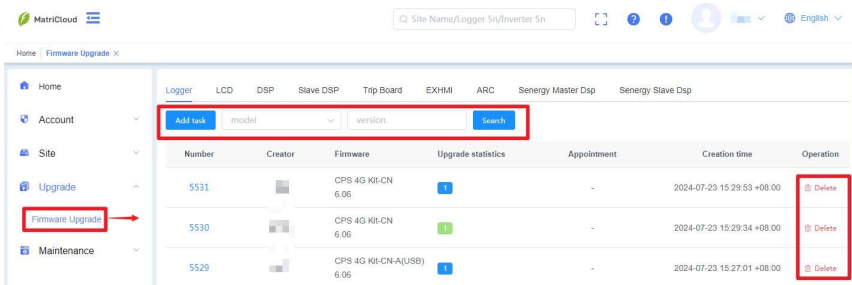 MatriCloud
Site Name/Logger Sn/Inverter Sn
English
Home Firmware Upgrade ×
Home
Account
Site
Upgrade
Firmware Upgrade
Maintenance
Logger LCD DSP Slave DSP Trip Board EXHMI ARC Senergy Master Dsp Senergy Slave Dsp
Add task model version Search
Number Creator Firmware Upgrade statistics Appointment Creation time Operation
5531 CPS 4G Kit-CN 6.06 1 - 2024-07-23 15:29:53 +08:00 Delete
5530 CPS 4G Kit-CN 6.06 1 - 2024-07-23 15:29:34 +08:00 Delete
5529 CPS 4G Kit-CN-A(USB) 6.06 1 - 2024-07-23 15:27:01 +08:00 Delete